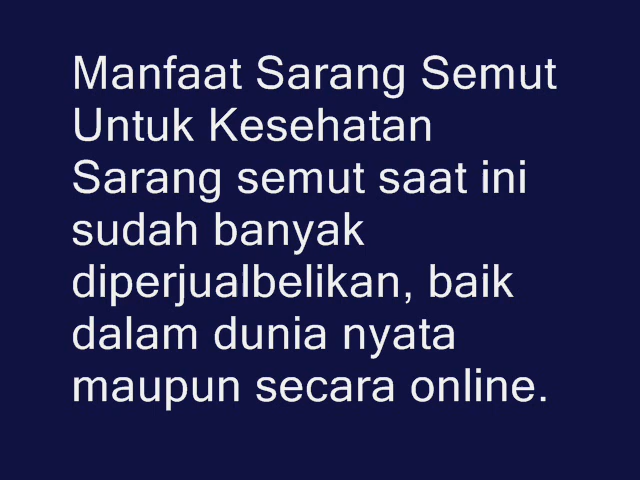 Manfaat Sarang Semut
Untuk Kesehatan
Sarang semut saat ini
sudah banyak
diperjualbelikan, baik
dalam dunia nyata
maupun secara online.